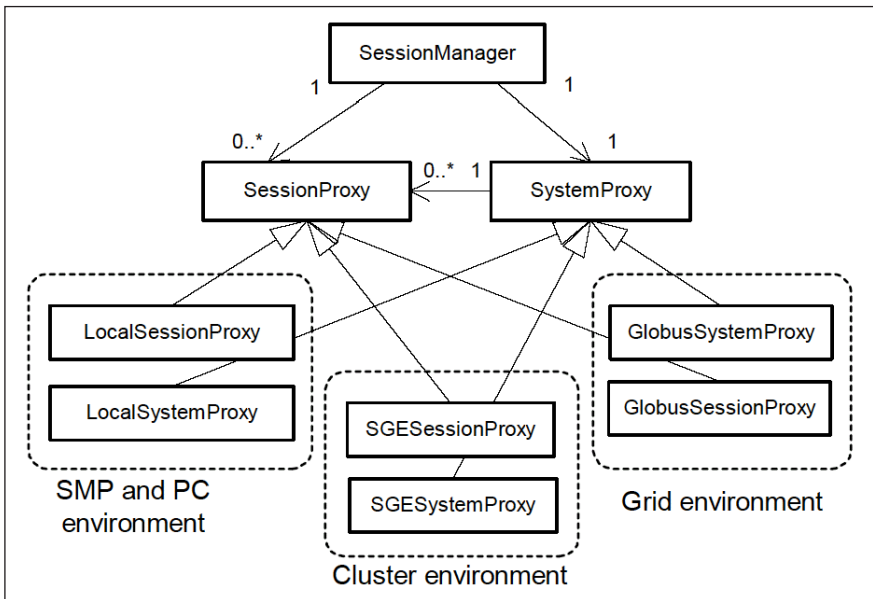 SessionManager
1
1
0..*
1
0..* 1
SessionProxy
SystemProxy
LocalSessionProxy
GlobusSystemProxy
LocalSystemProxy
GlobusSessionProxy
SGESessionProxy
SGESystemProxy
SMP and PC
environment
Grid environment
Cluster environment